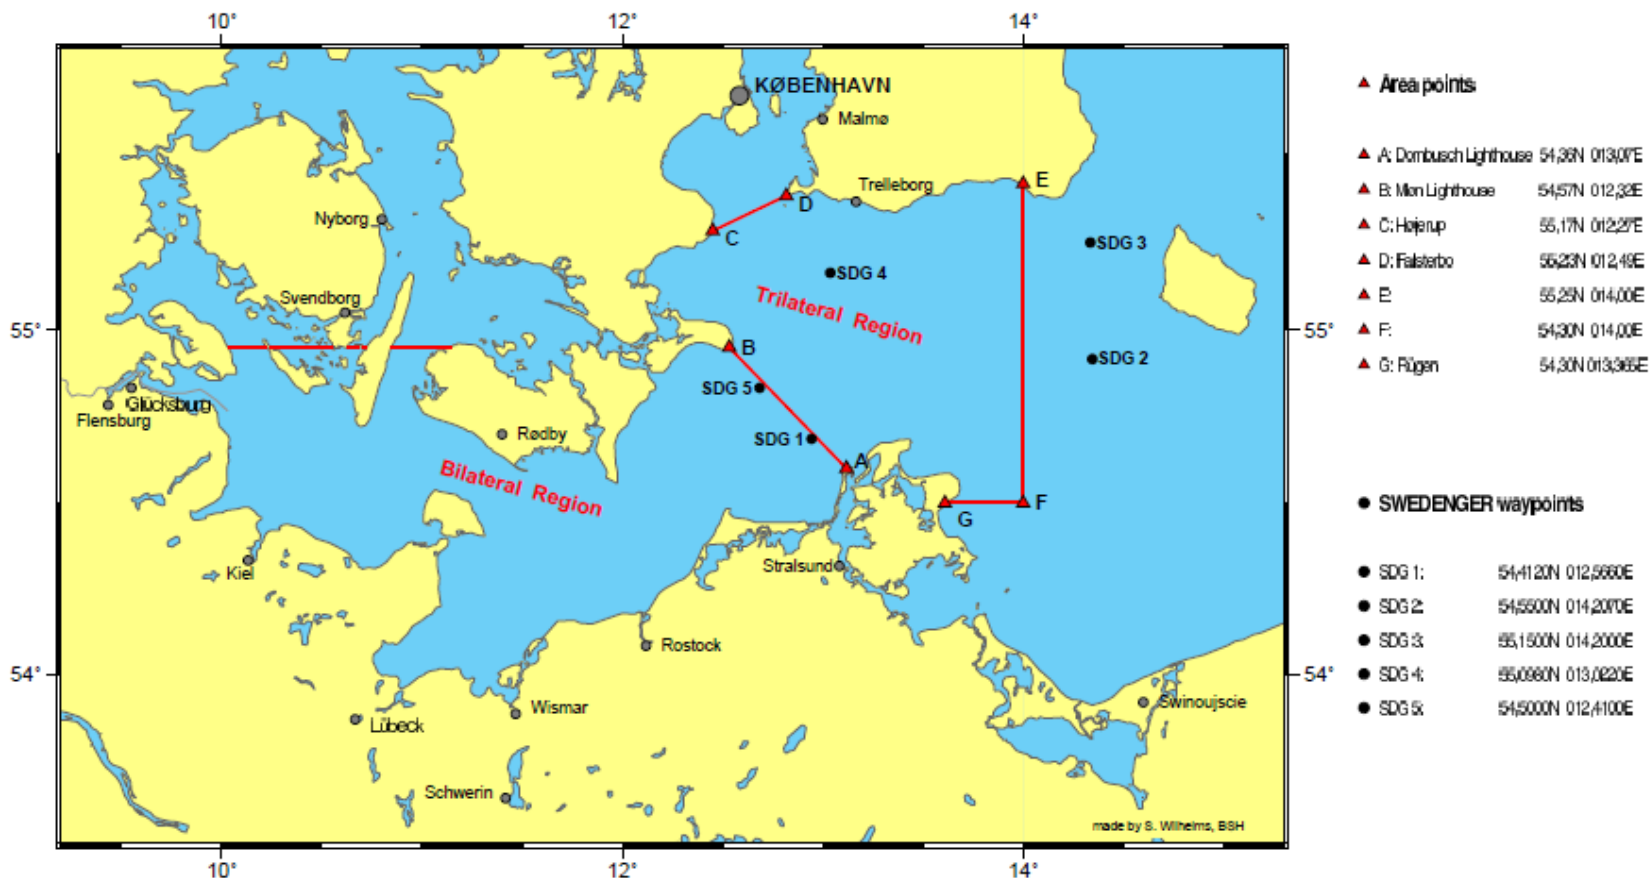 10° 12° 14°
KØBENHAVN
Malmø
Trelleborg
E
D
Nyborg
C
SDG 3
SDG 4
Svendborg
Trilateral Region
55° 55°
B
SDG 2
SDG 5
Glücksburg
Flensburg
Rødby
SDG 1
A
Bilateral Region
G F
Kiel
Stralsund
Rostock
54° 54°
Wismar
Swinoujscie
Lübeck
Schwerin
made by S. Wilhelms, BSH
10° 12° 14°
Area points
A: Dornbusch Lighthouse 54,36N 013,07E
B: Møn Lighthouse 54,57N 012,32E
C: Højerup 55,17N 012,27E
D: Falsterbo 55,23N 012,49E
E: 55,25N 014,00E
F: 54,30N 014,00E
G: Rügen 54,30N 013,365E
SWEDENGER waypoints
SDG 1: 54,4120N 012,5660E
SDG 2: 54,5500N 014,2070E
SDG 3: 55,1500N 014,2000E
SDG 4: 55,0980N 013,0220E
SDG 5: 54,5000N 012,4100E